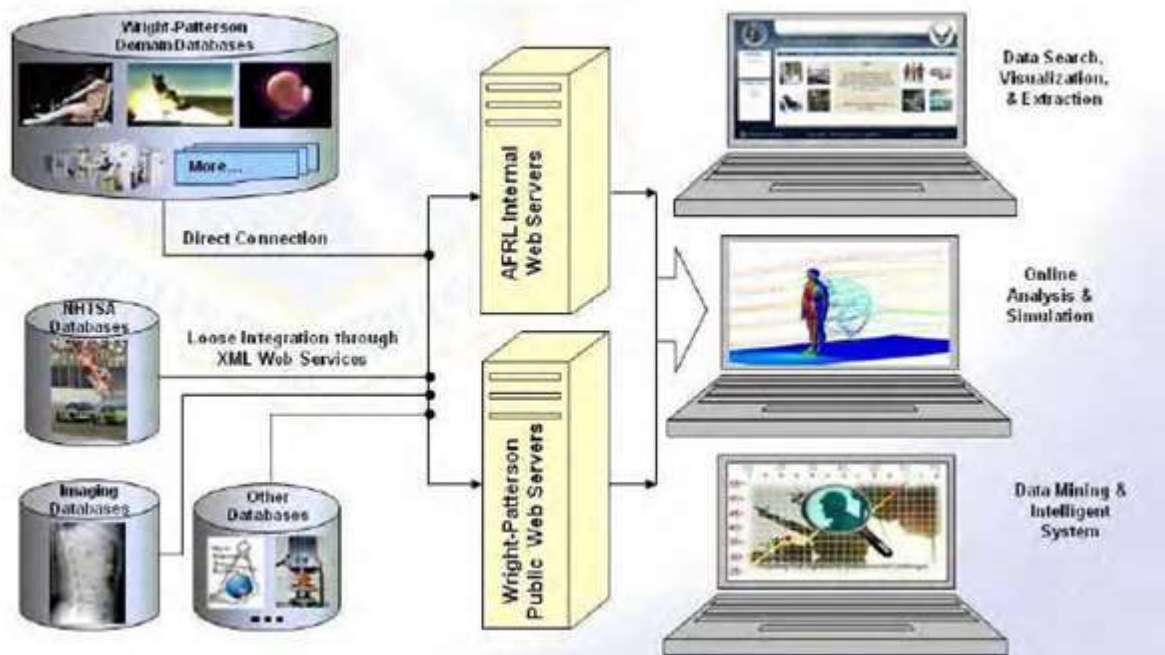 Wright-Patterson
Domain Databases
More...
Direct Connection
NHTSA
Databases
Loose Integration through
XML Web Services
Imaging
Databases
Other
Databases
AFRL Internal
Web Servers
Wright-Patterson
Public Web Servers
Data Search,
Visualization,
& Extraction
Online
Analysis &
Simulation
Data Mining &
Intelligent
System